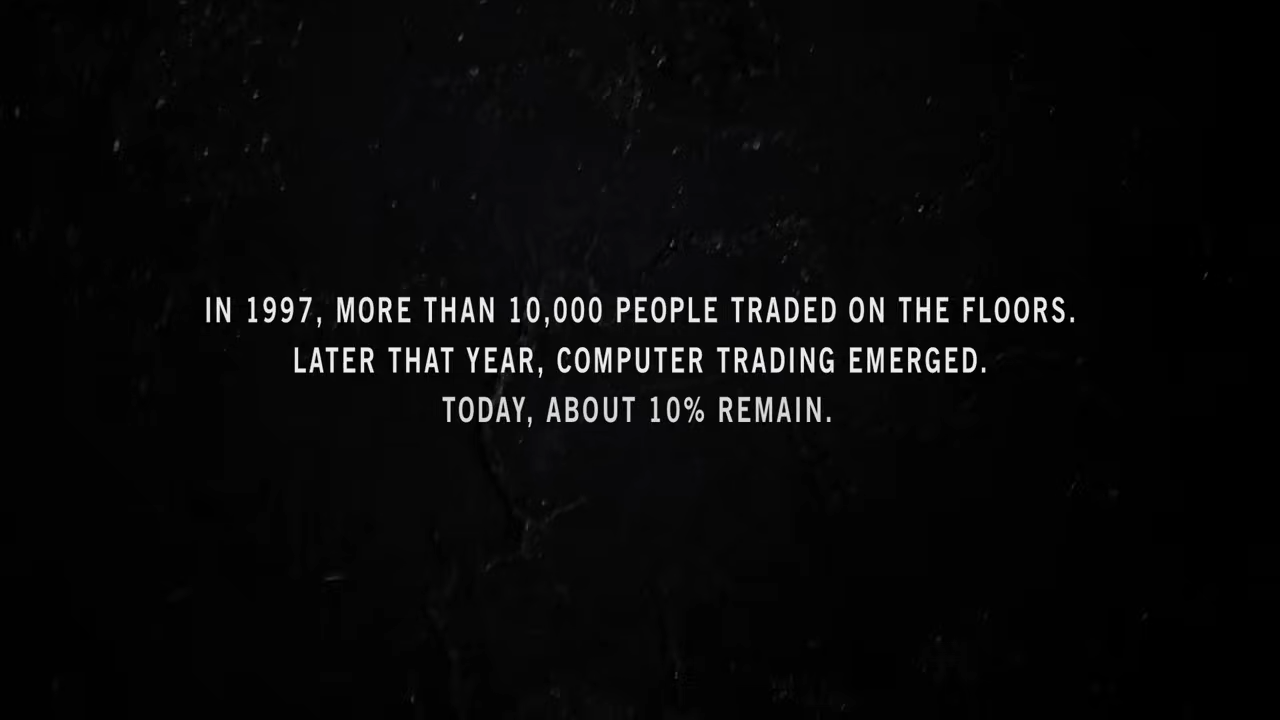 IN 1997, MORE THAN 10,000 PEOPLE TRADED ON THE FLOORS.
LATER THAT YEAR, COMPUTER TRADING EMERGED.
TODAY, ABOUT 10% REMAIN.